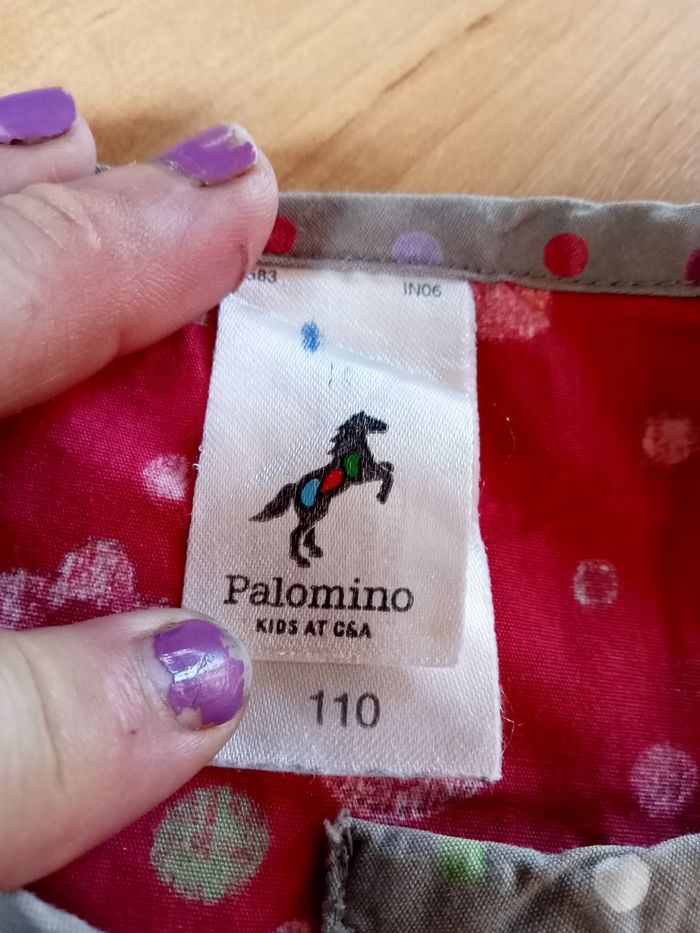 IN06
Palomino
KIDS AT C&A
110